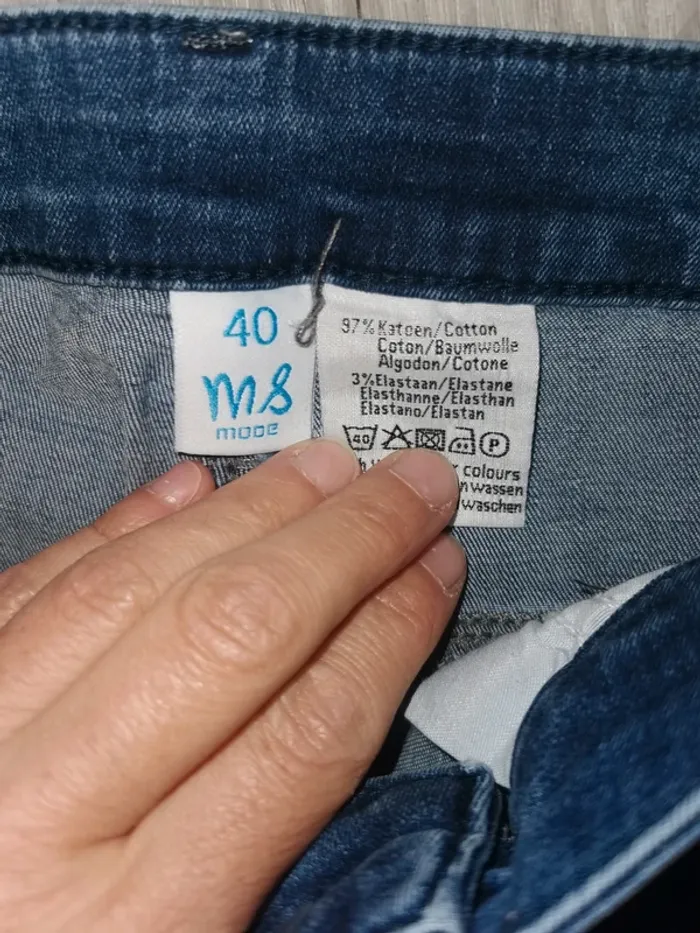 40
ms
mode
97% Katoen/Cotton
Coton/Baumwolle
Algodon/Cotone
3%Elastaan/Elastane
Elasthanne/Elasthan
Elastano/Elastan
40 P
colours
wassen
waschen